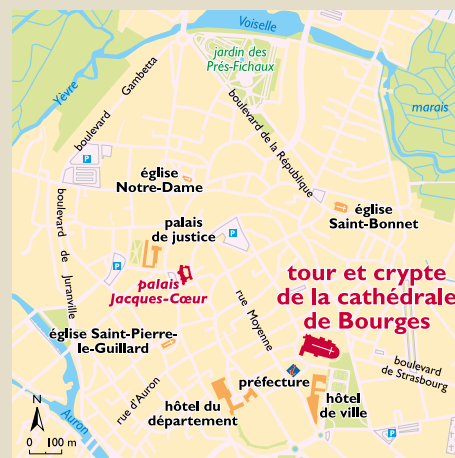 Voiselle
jardin des
Prés-Fichaux
Yèvre
boulevard Gambetta
boulevard de la République
marais
P
église
Notre-Dame
église
Saint-Bonnet
palais
de justice
P
boulevard de Juranville
P
palais
Jacques-Cœur
tour et crypte
de la cathédrale
de Bourges
rue Moyenne
église Saint-Pierre-
le-Guillard
boulevard
de Strasbourg
préfecture
rue d'Auron
hôtel du
département
hôtel
de ville
Auron
N
P
0 100 m